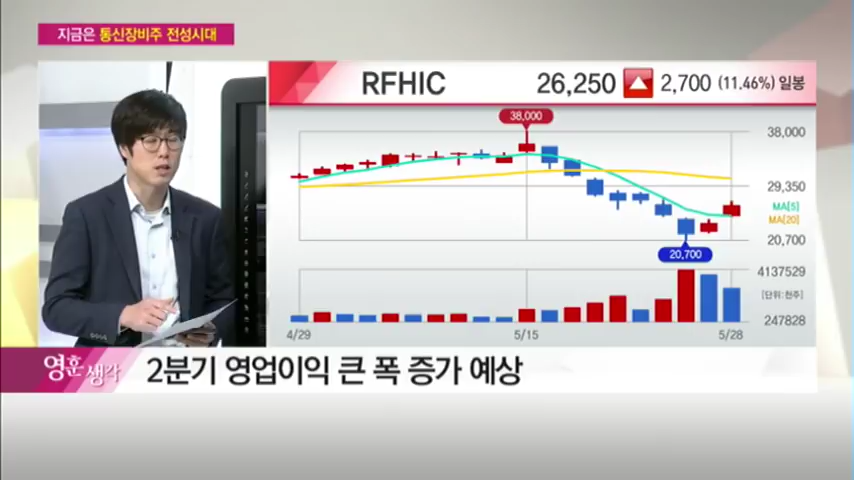 지금은 통신장비주 전성시대
RFHIC 26,250 ▲ 2,700 (11.46%) 일봉
38,000
38,000
29,350
MA[5]
MA[20]
20,700
20,700
4137529
[단위:천주]
247828
4/29 5/15 5/28
영훈 생각
2분기 영업이익 큰 폭 증가 예상